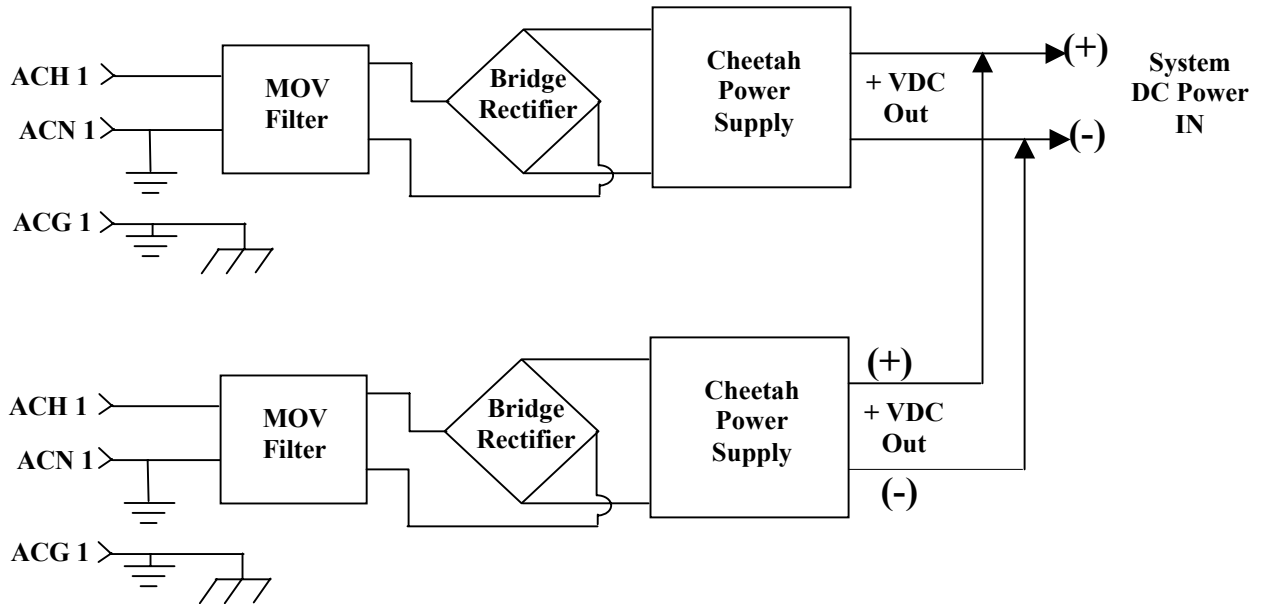 ACH 1
ACN 1
ACG 1
MOV
Filter
Bridge
Rectifier
Cheetah
Power
Supply
+ VDC
Out
(+)
(-)
System
DC Power
IN
ACH 1
ACN 1
ACG 1
MOV
Filter
Bridge
Rectifier
Cheetah
Power
Supply
(+)
+ VDC
Out
(-)